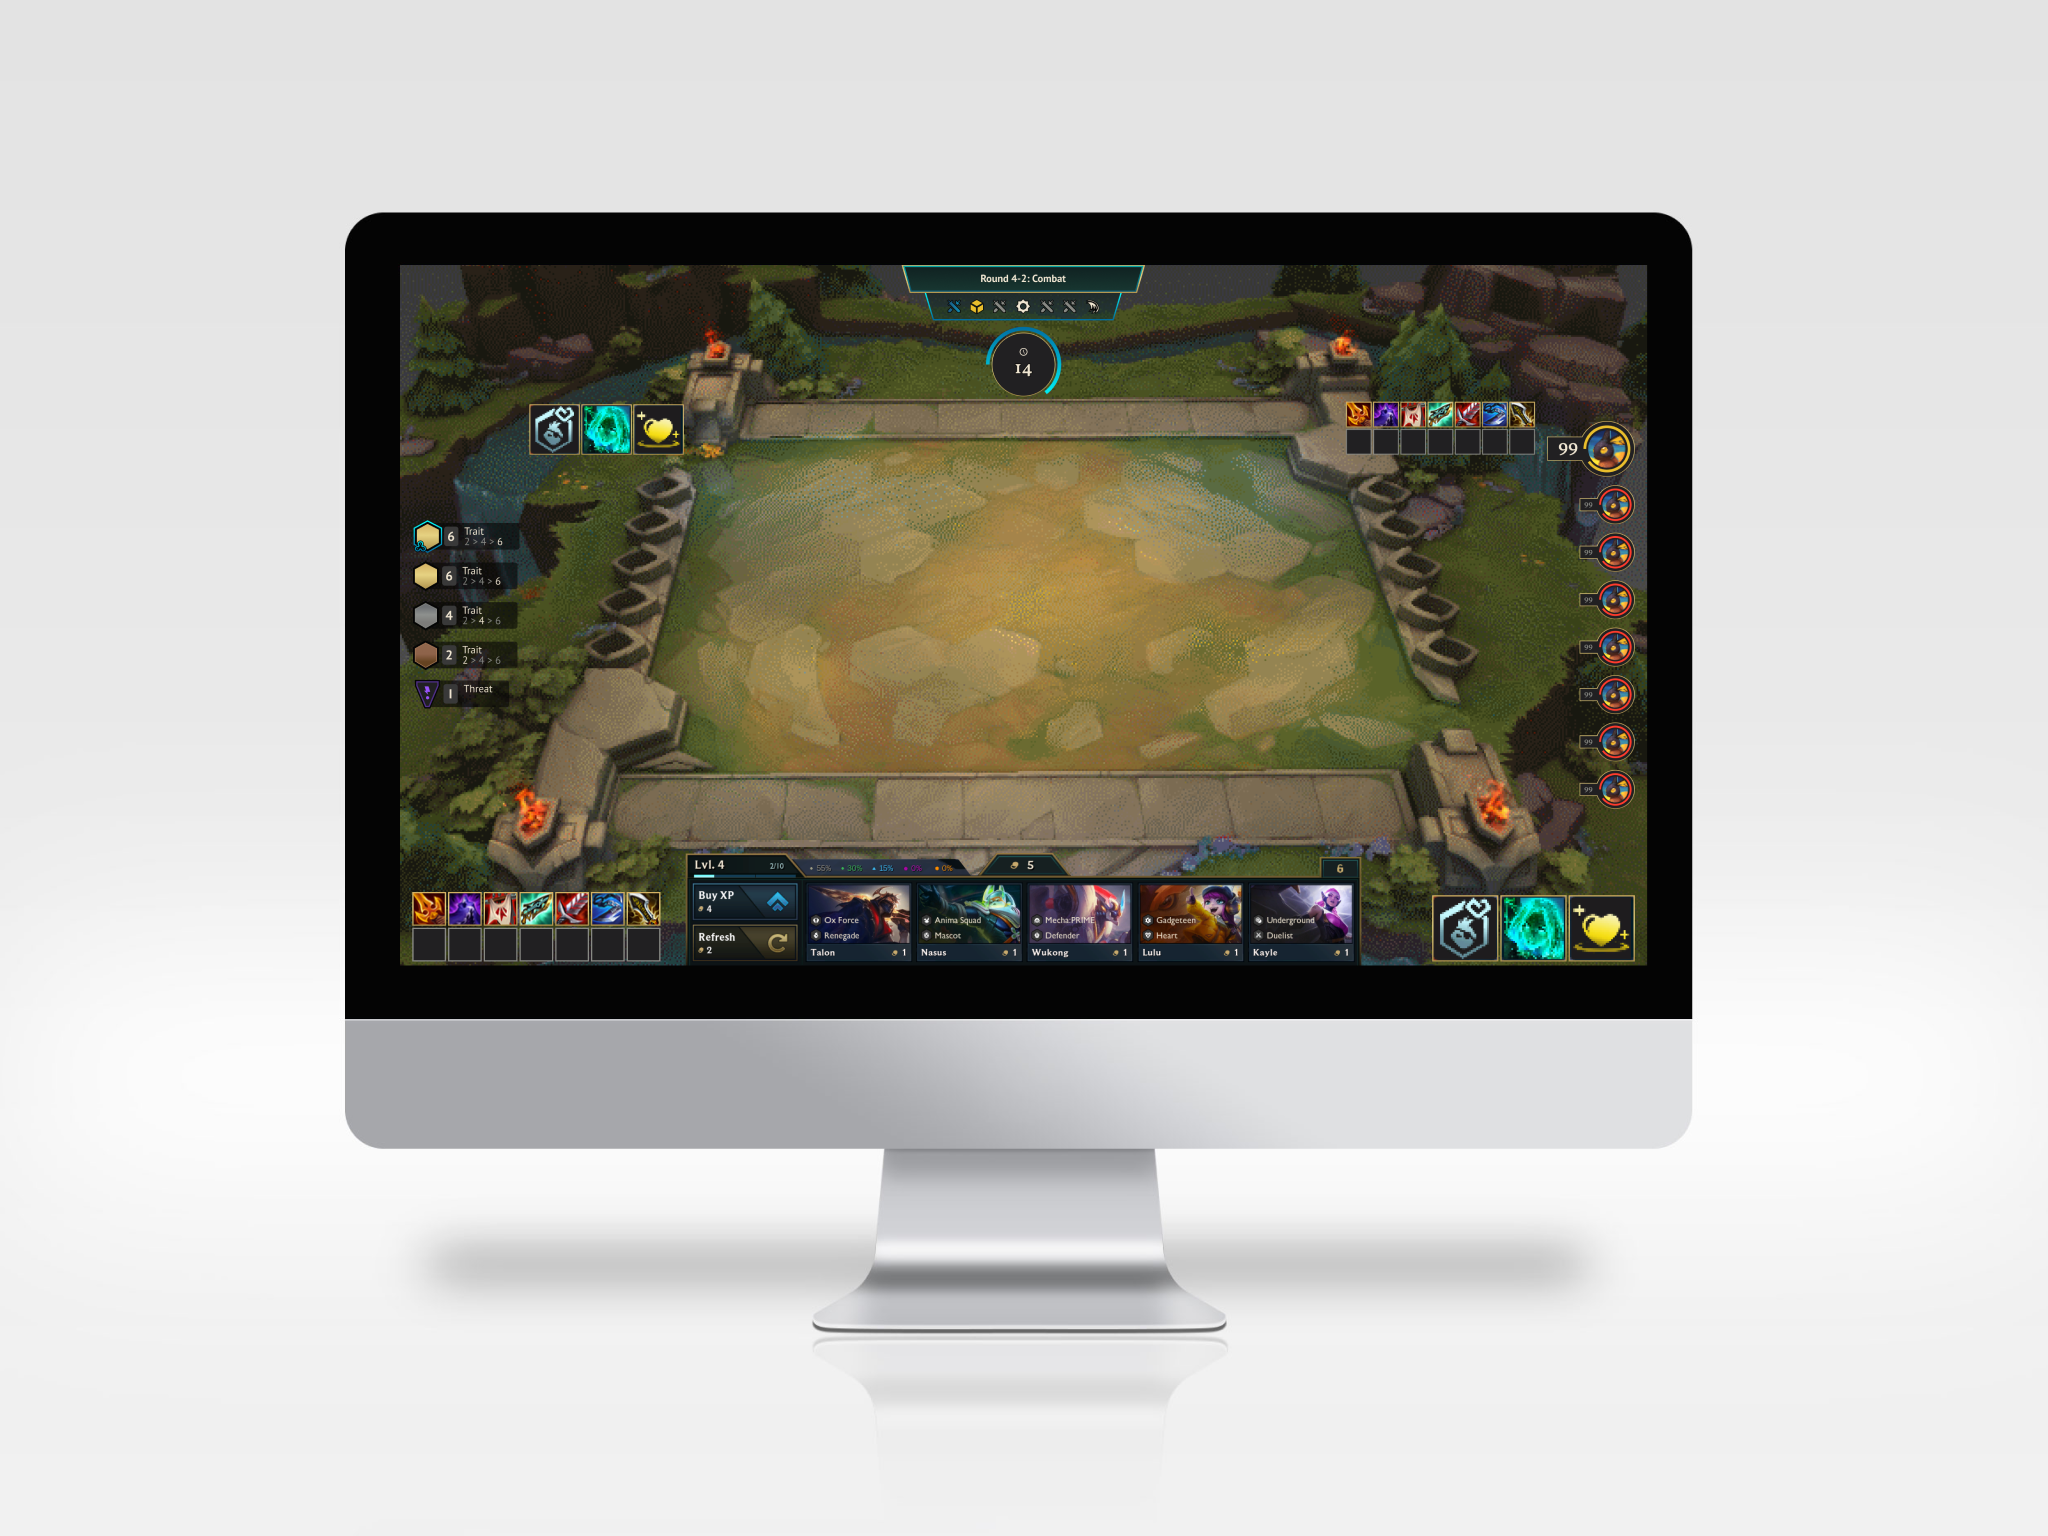 Round 4-2: Combat
14
99
99
99
99
99
99
99
99
6 Trait
2 > 4 > 6
6 Trait
2 > 4 > 6
4 Trait
2 > 4 > 6
2 Trait
2 > 4 > 6
1 Threat
Lvl. 4 2/10
55% 30% 15% 0% 0%
5
6
Buy XP
4
Refresh
2
Ox Force
Renegade
Talon 1
Anima Squad
Mascot
Nasus 1
Mecha:PRIME
Defender
Wukong 1
Gadgeteen
Heart
Lulu 1
Underground
Duelist
Kayle 1